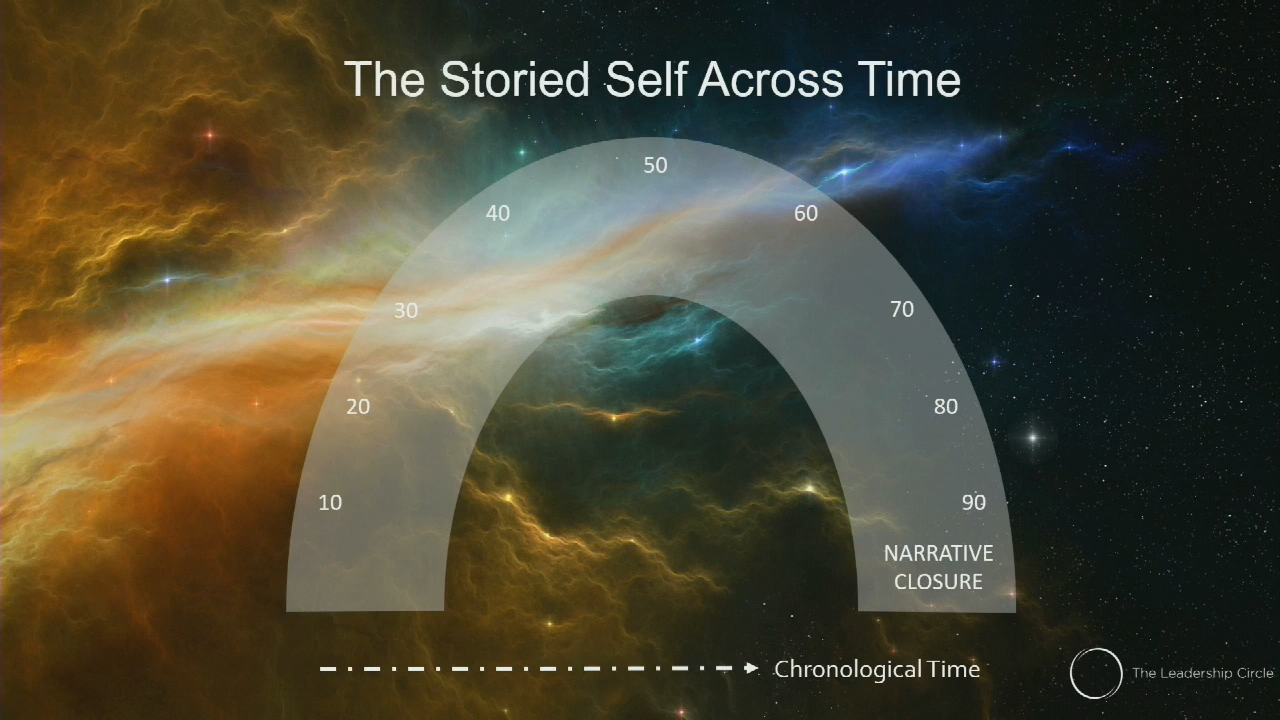 The Storied Self Across Time
50
40
60
30
70
20
80
10
90
NARRATIVE
CLOSURE
Chronological Time
The Leadership Circle